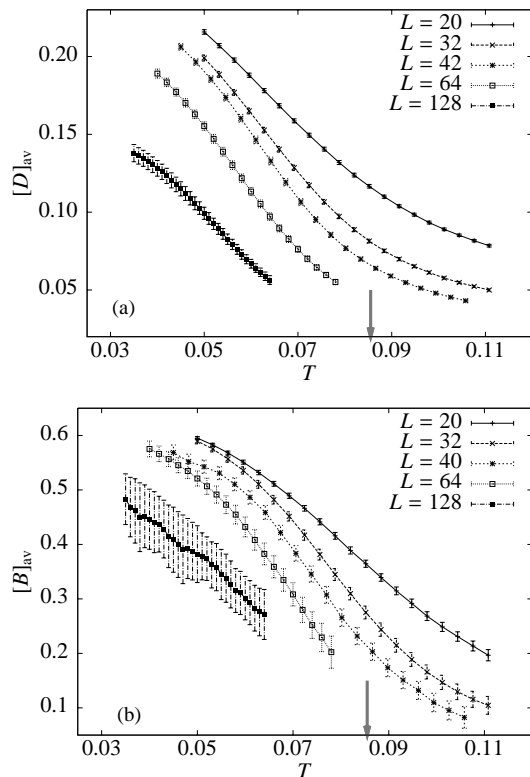 L = 20
L = 32
L = 42
L = 64
L = 128
[D]av
0.20
0.15
0.10
0.05
(a)
0.03 0.05 0.07 0.09 0.11
T
L = 20
L = 32
L = 40
L = 64
L = 128
[B]av
0.6
0.5
0.4
0.3
0.2
0.1
(b)
0.03 0.05 0.07 0.09 0.11
T